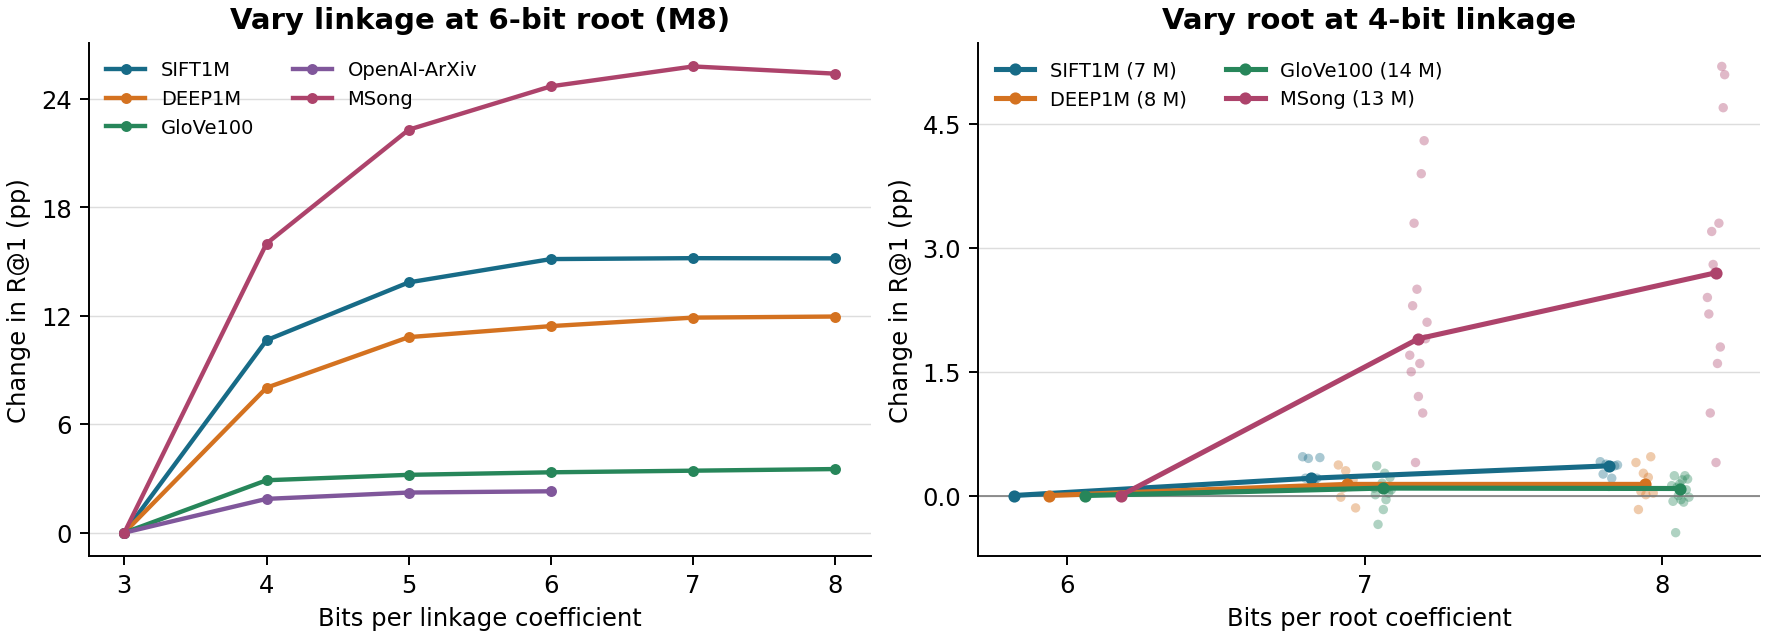 Vary linkage at 6-bit root (M8)
SIFT1M
DEEP1M
GloVe100
OpenAI-ArXiv
MSong
Change in R@1 (pp)
24
18
12
6
0
3 4 5 6 7 8
Bits per linkage coefficient
Vary root at 4-bit linkage
SIFT1M (7 M)
DEEP1M (8 M)
GloVe100 (14 M)
MSong (13 M)
Change in R@1 (pp)
4.5
3.0
1.5
0.0
6 7 8
Bits per root coefficient